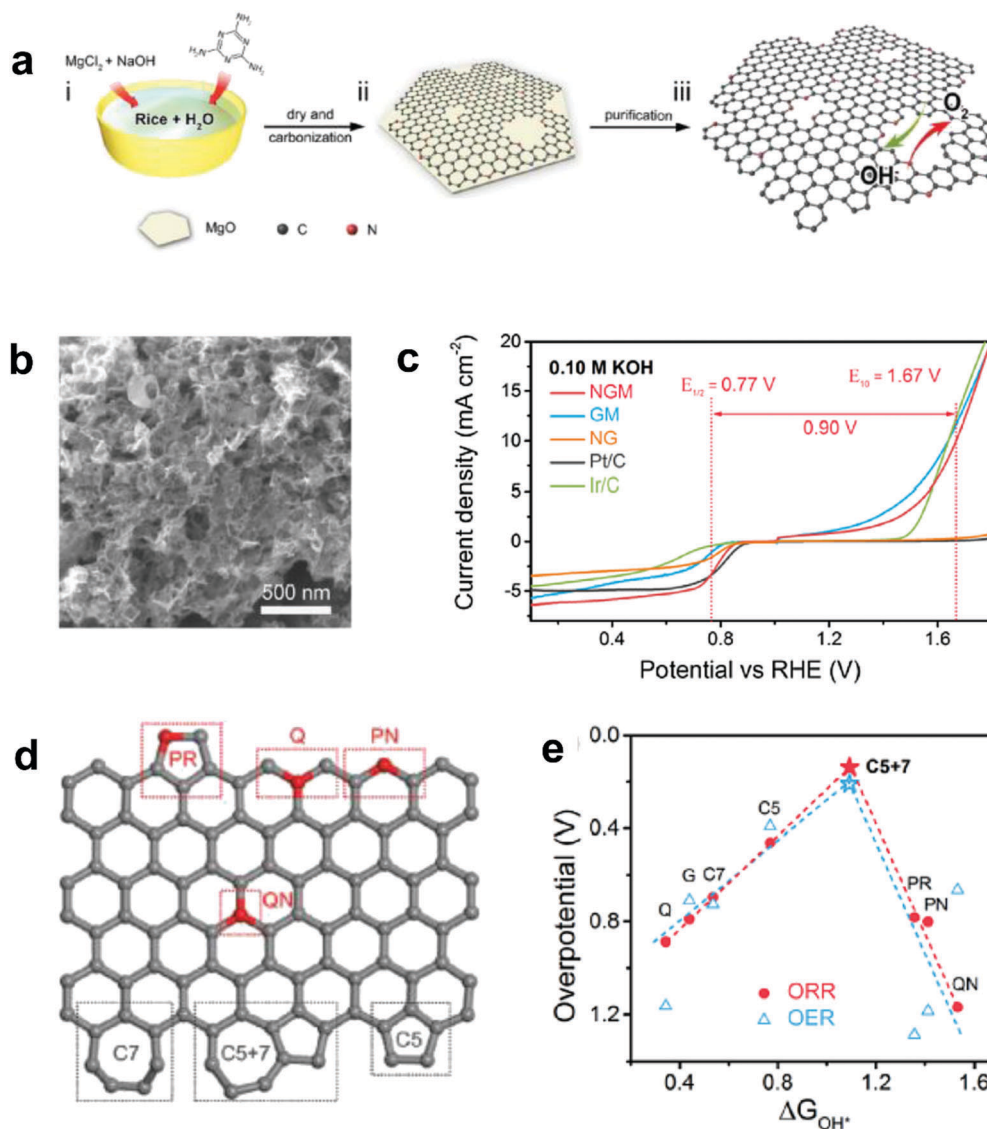 a
MgCl2 + NaOH
NH2
H2N
NH2
N
N
N
i
ii
iii
Rice + H2O
dry and
carbonization
purification
O2
OH-
MgO
C
N
b
500 nm
c
20
15
10
5
0
-5
Current density (mA cm-2)
0.10 M KOH
NGM
GM
NG
Pt/C
Ir/C
E1/2 = 0.77 V
E10 = 1.67 V
0.90 V
0.4
0.8
1.2
1.6
Potential vs RHE (V)
d
PR
Q
PN
QN
C7
C5+7
C5
e
0.0
0.4
0.8
1.2
Overpotential (V)
C5+7
C5
G
C7
Q
PR
PN
QN
ORR
OER
0.4
0.8
1.2
1.6
ΔGOH*